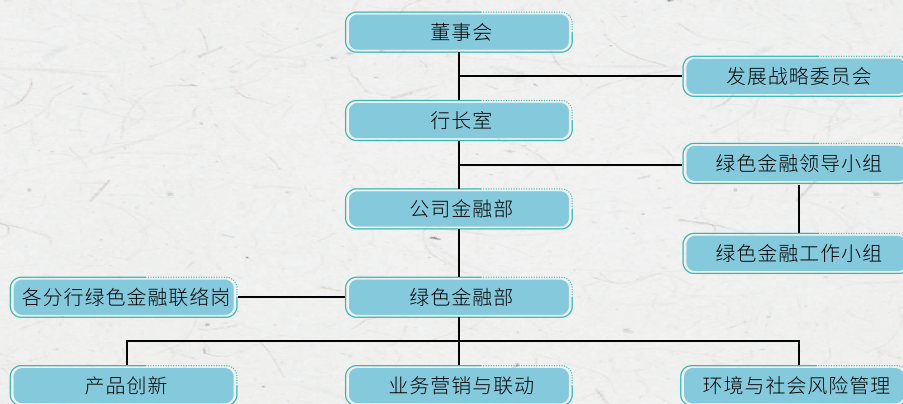 董事会
发展战略委员会
行长室
绿色金融领导小组
公司金融部
绿色金融工作小组
各分行绿色金融联络岗
绿色金融部
产品创新
业务营销与联动
环境与社会风险管理